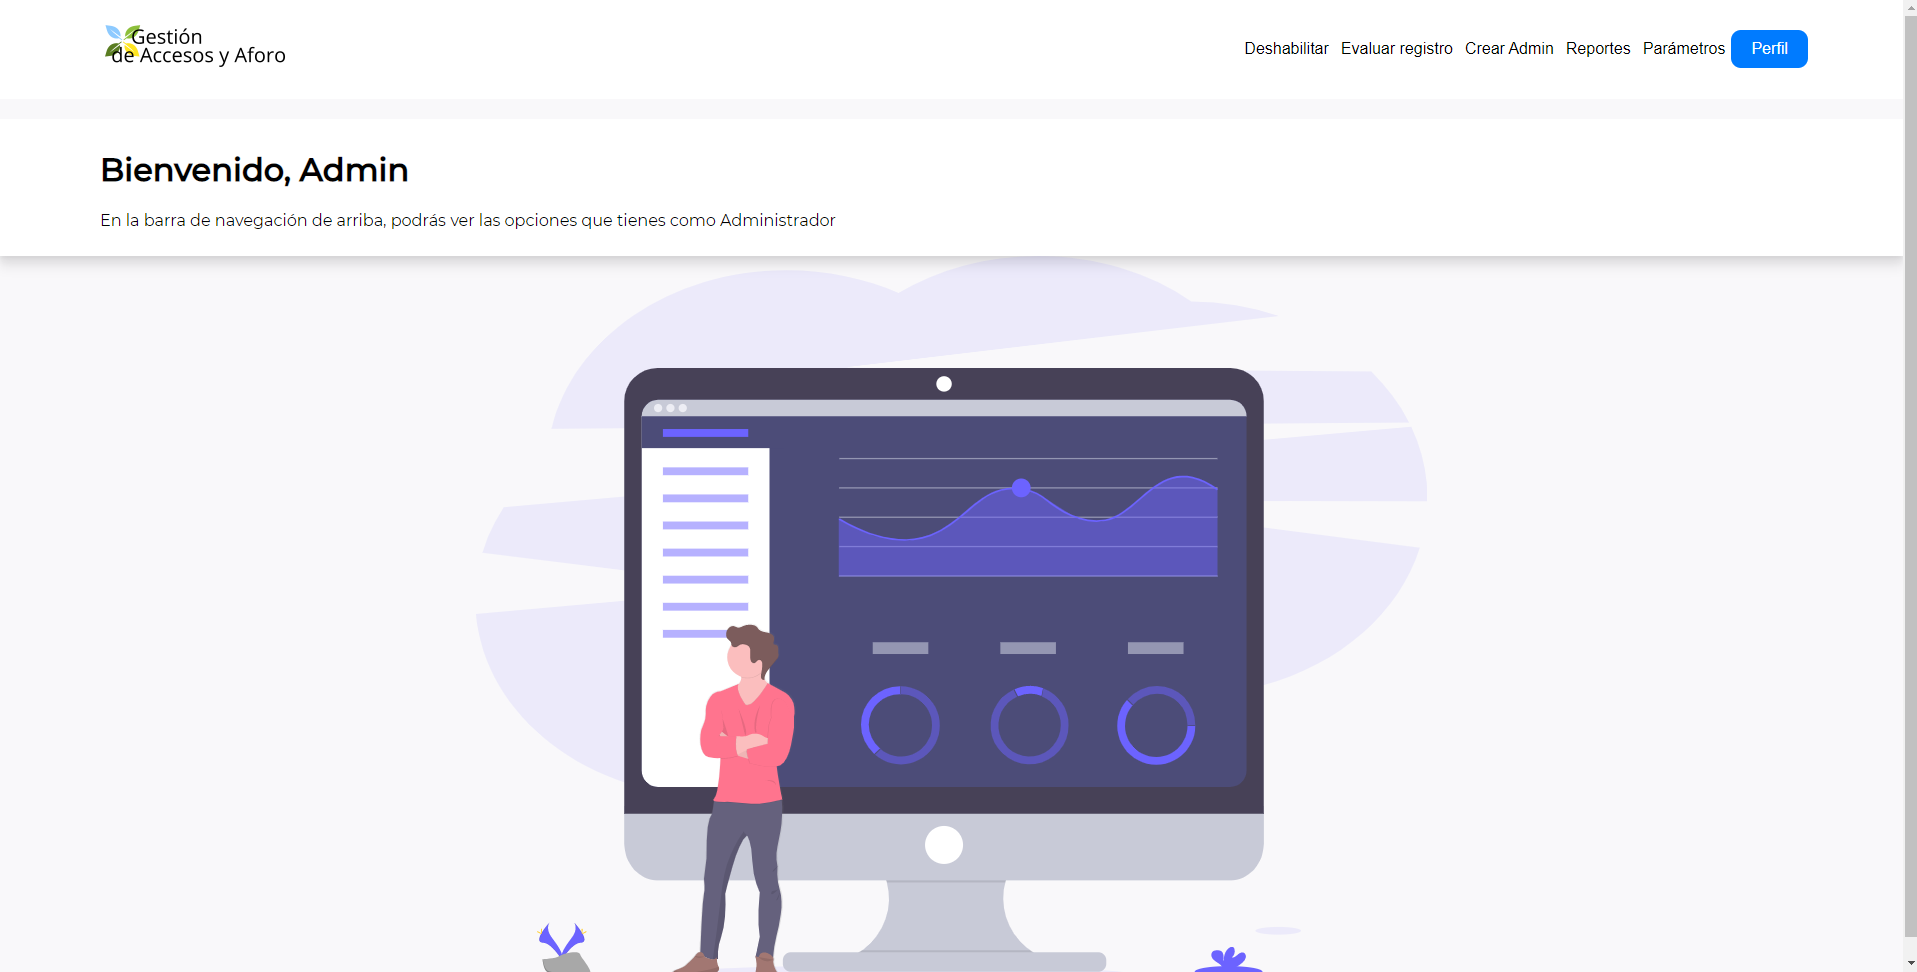 Gestión
de Accesos y Aforo
Deshabilitar Evaluar registro Crear Admin Reportes Parámetros Perfil
Bienvenido, Admin
En la barra de navegación de arriba, podrás ver las opciones que tienes como Administrador